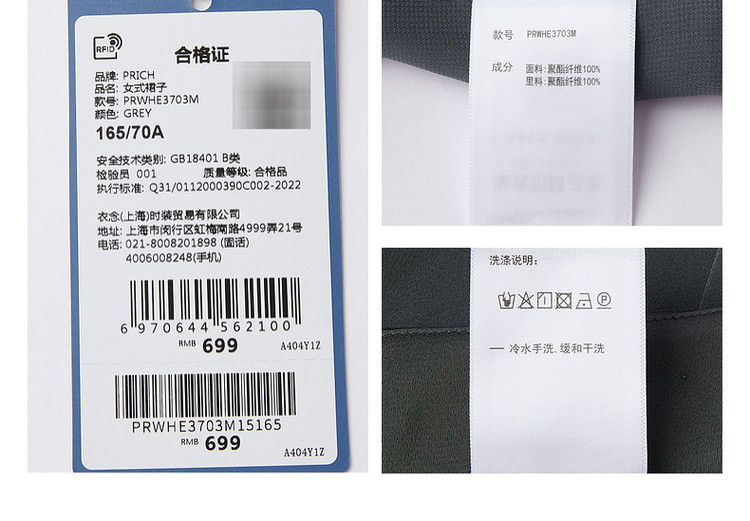 RFID
合格证
品牌: PRICH
品名: 女式裙子
款号: PRWHE3703M
颜色: GREY
165/70A
安全技术类别: GB18401 B类
检验员 001 质量等级: 合格品
执行标准: Q31/0112000390C002-2022
衣念(上海)时装贸易有限公司
地址: 上海市闵行区虹梅南路4999弄21号
电话: 021-8008201898 (固话)
4006008248(手机)
6 970644 562100
RMB 699 A404Y1Z
PRWHE3703M15165
RMB 699
A404Y1Z
款号 PRWHE3703M
成分 面料:聚酯纤维100%
里料:聚酯纤维100%
洗涤说明:
一 冷水手洗,缓和干洗